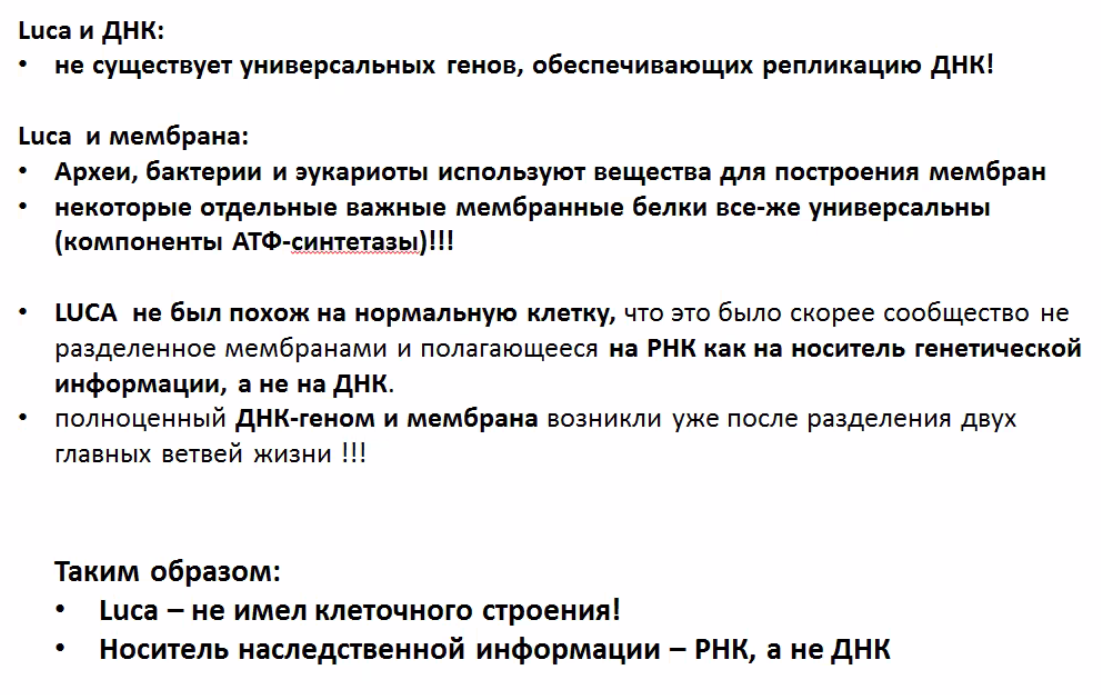 Luca и ДНК:
• не существует универсальных генов, обеспечивающих репликацию ДНК!
Luca и мембрана:
• Археи, бактерии и эукариоты используют вещества для построения мембран
• некоторые отдельные важные мембранные белки все-же универсальны
(компоненты АТФ-синтетазы)!!!
• LUCA не был похож на нормальную клетку, что это было скорее сообщество не
разделенное мембранами и полагающееся на РНК как на носитель генетической
информации, а не на ДНК.
• полноценный ДНК-геном и мембрана возникли уже после разделения двух
главных ветвей жизни !!!
Таким образом:
• Luca – не имел клеточного строения!
• Носитель наследственной информации – РНК, а не ДНК